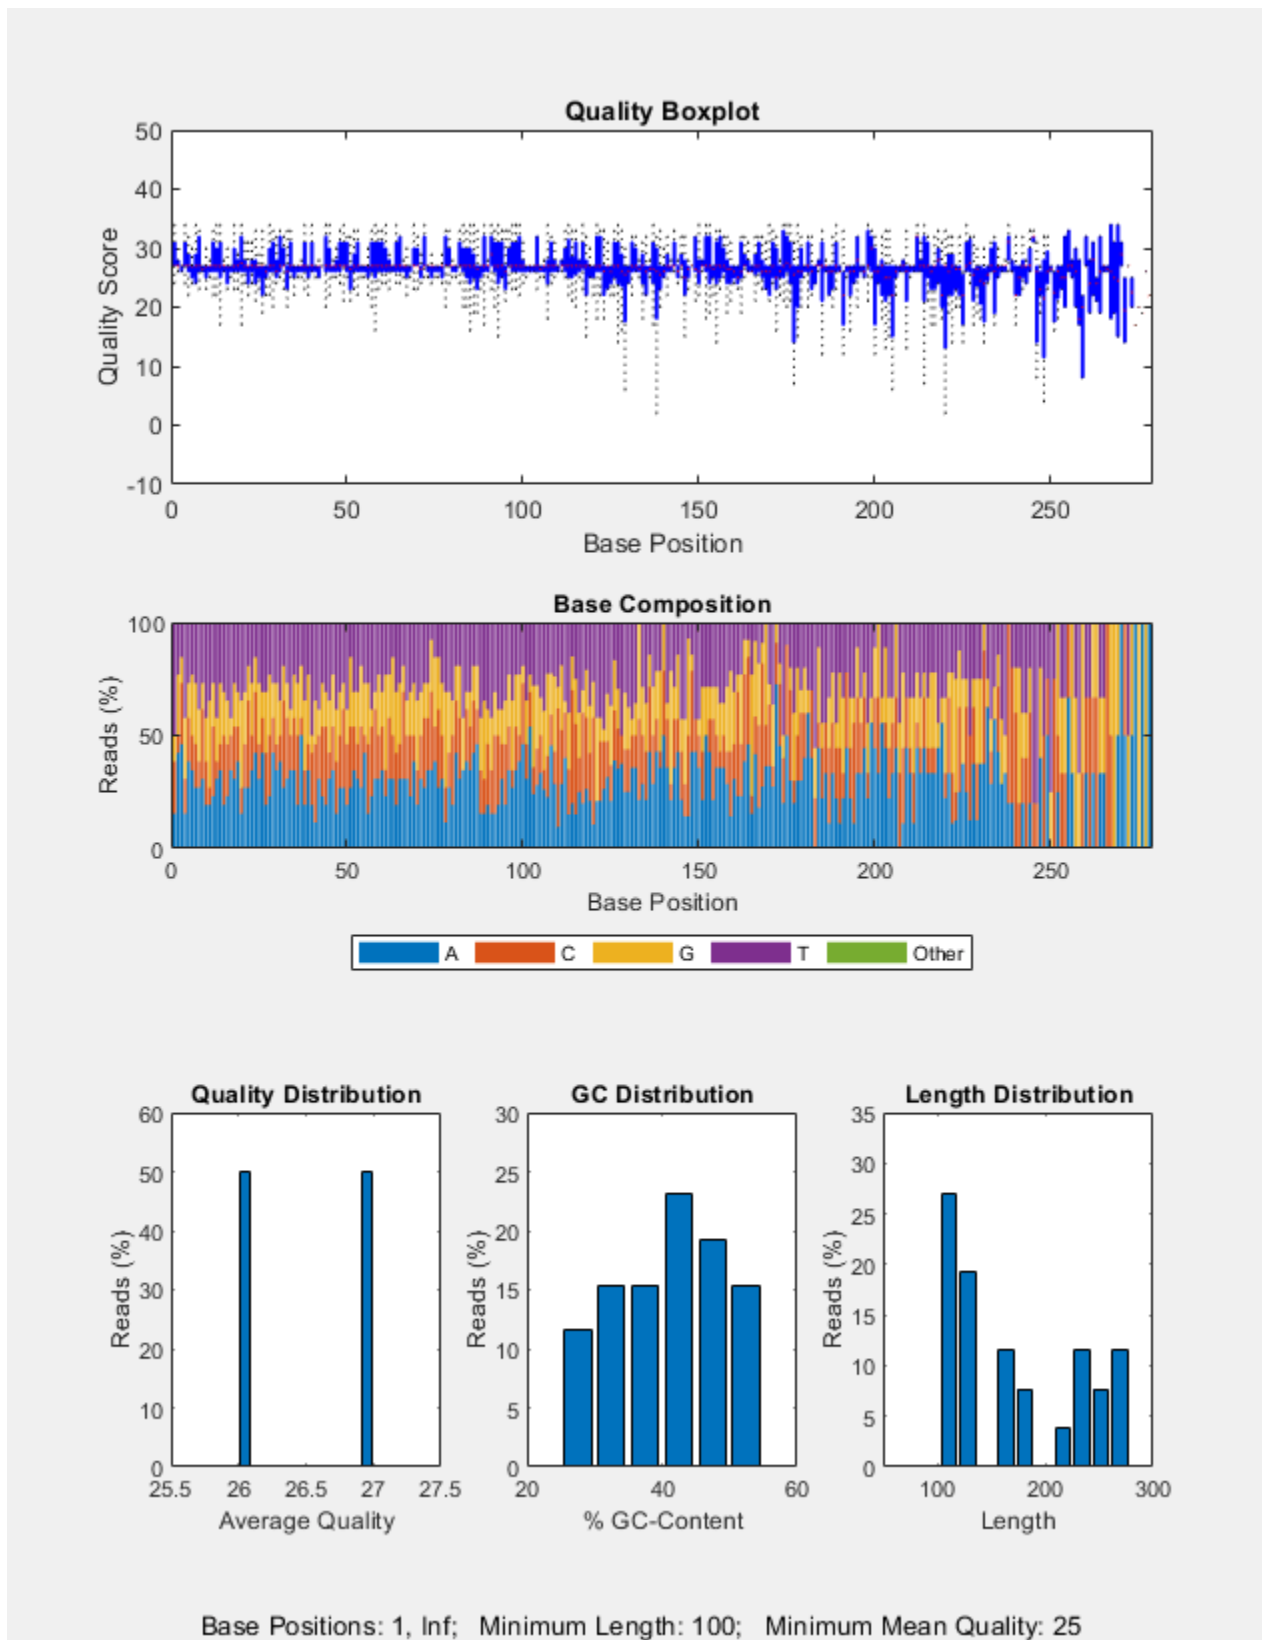 Quality Boxplot
50
40
30
20
10
0
-10
Quality Score
0 50 100 150 200 250
Base Position
Base Composition
100
50
0
Reads (%)
0 50 100 150 200 250
Base Position
A C G T Other
Quality Distribution
60
50
40
30
20
10
0
Reads (%)
25.5 26 26.5 27 27.5
Average Quality
GC Distribution
30
25
20
15
10
5
0
Reads (%)
20 40 60
% GC-Content
Length Distribution
35
30
25
20
15
10
5
0
Reads (%)
100 200 300
Length
Base Positions: 1, Inf; Minimum Length: 100; Minimum Mean Quality: 25